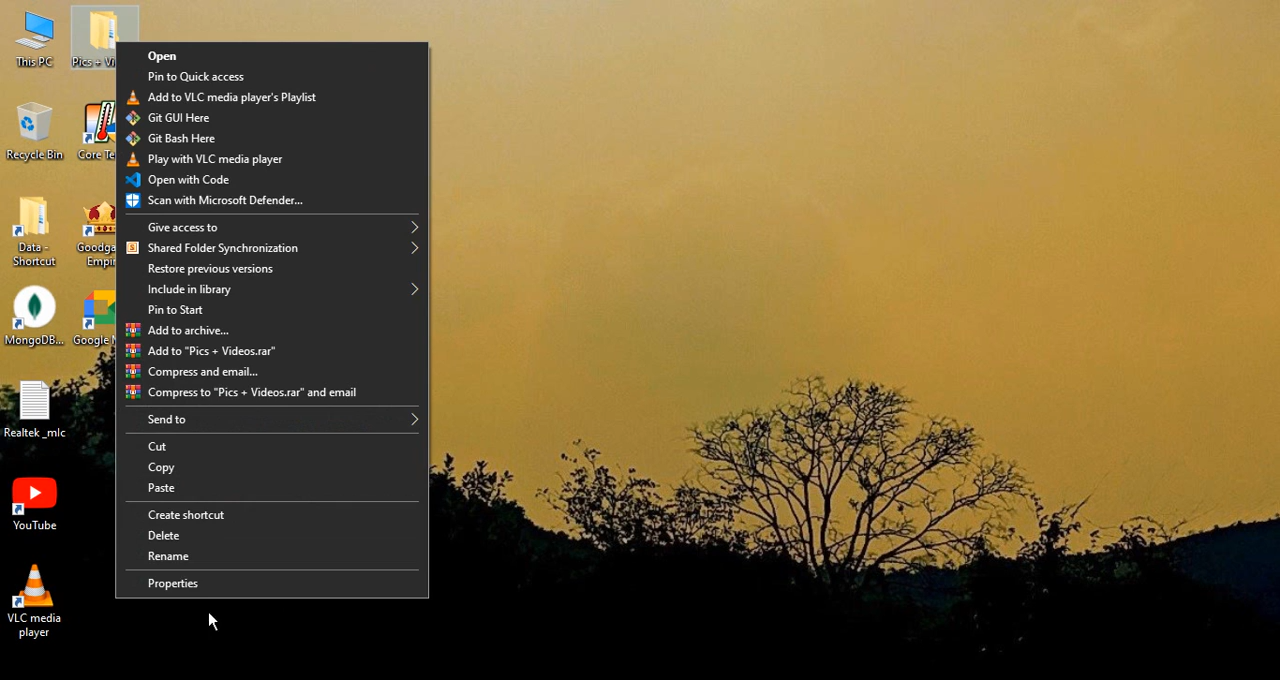 This PC
Pics + Vi
Recycle Bin
Core Te
Data -
Shortcut
Goodga
Empir
MongoDB...
Google M
Realtek _mlc
YouTube
VLC media
player
Open
Pin to Quick access
Add to VLC media player's Playlist
Git GUI Here
Git Bash Here
Play with VLC media player
Open with Code
Scan with Microsoft Defender...
Give access to
Shared Folder Synchronization
Restore previous versions
Include in library
Pin to Start
Add to archive...
Add to "Pics + Videos.rar"
Compress and email...
Compress to "Pics + Videos.rar" and email
Send to
Cut
Copy
Paste
Create shortcut
Delete
Rename
Properties